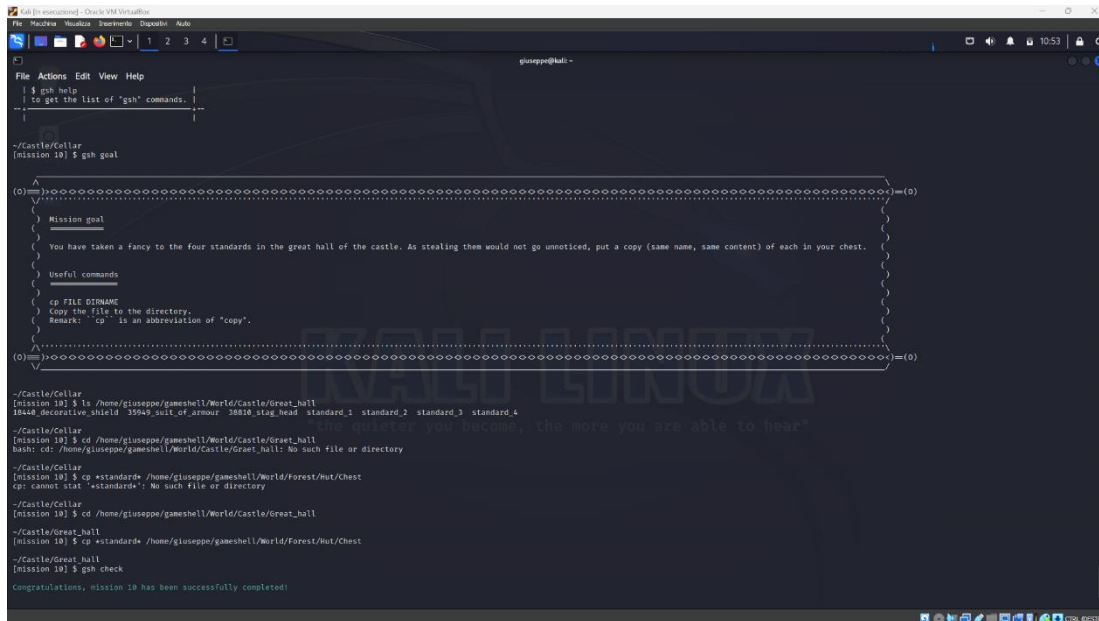 Kali [In esecuzione] - Oracle VM VirtualBox
File Macchina Visualizza Inserimento Dispositivi Aiuto
1 2 3 4
10:53
giuseppe@kali: ~
File Actions Edit View Help
| $ gsh help |
| to get the list of "gsh" commands. |
~/Castle/Cellar
[mission 10] $ gsh goal
Mission goal
You have taken a fancy to the four standards in the great hall of the castle. As stealing them would not go unnoticed, put a copy (same name, same content) of each in your chest.
Useful commands
cp FILE DIRNAME
Copy the file to the directory.
Remark: ``cp`` is an abbreviation of "copy".
KALI LINUX
"the quieter you become, the more you are able to hear"
~/Castle/Cellar
[mission 10] $ ls /home/giuseppe/gameshell/World/Castle/Great_hall
18440_decorative_shield 35949_suit_of_armour 38810_stag_head standard_1 standard_2 standard_3 standard_4
~/Castle/Cellar
[mission 10] $ cd /home/giuseppe/gameshell/World/Castle/Graet_hall
bash: cd: /home/giuseppe/gameshell/World/Castle/Graet_hall: No such file or directory
~/Castle/Cellar
[mission 10] $ cp *standard* /home/giuseppe/gameshell/World/Forest/Hut/Chest
cp: cannot stat '*standard*': No such file or directory
~/Castle/Cellar
[mission 10] $ cd /home/giuseppe/gameshell/World/Castle/Great_hall
~/Castle/Great_hall
[mission 10] $ cp *standard* /home/giuseppe/gameshell/World/Forest/Hut/Chest
~/Castle/Great_hall
[mission 10] $ gsh check
Congratulations, mission 10 has been successfully completed!
CTRL (DEST